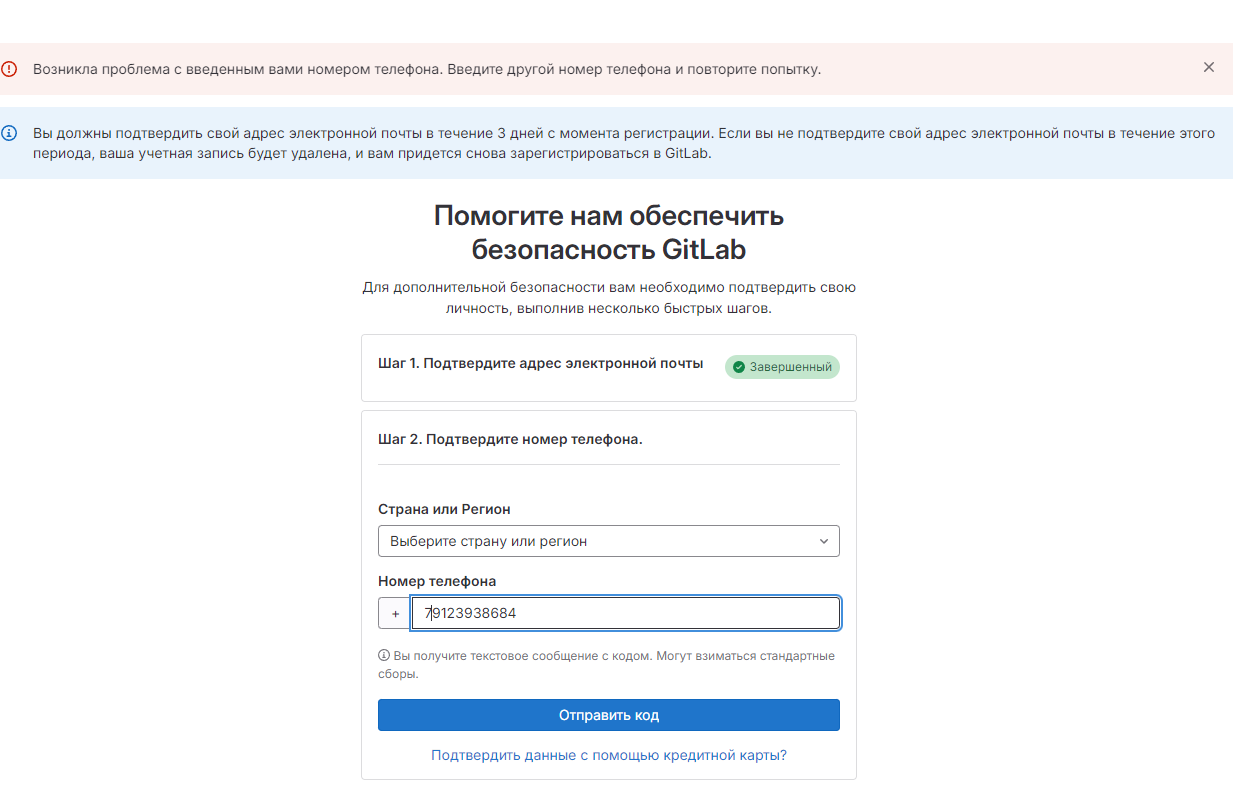 Возникла проблема с введенным вами номером телефона. Введите другой номер телефона и повторите попытку.
Вы должны подтвердить свой адрес электронной почты в течение 3 дней с момента регистрации. Если вы не подтвердите свой адрес электронной почты в течение этого
периода, ваша учетная запись будет удалена, и вам придется снова зарегистрироваться в GitLab.
Помогите нам обеспечить
безопасность GitLab
Для дополнительной безопасности вам необходимо подтвердить свою
личность, выполнив несколько быстрых шагов.
Шаг 1. Подтвердите адрес электронной почты
Завершенный
Шаг 2. Подтвердите номер телефона.
Страна или Регион
Выберите страну или регион
Номер телефона
+ 79123938684
Вы получите текстовое сообщение с кодом. Могут взиматься стандартные
сборы.
Отправить код
Подтвердить данные с помощью кредитной карты?